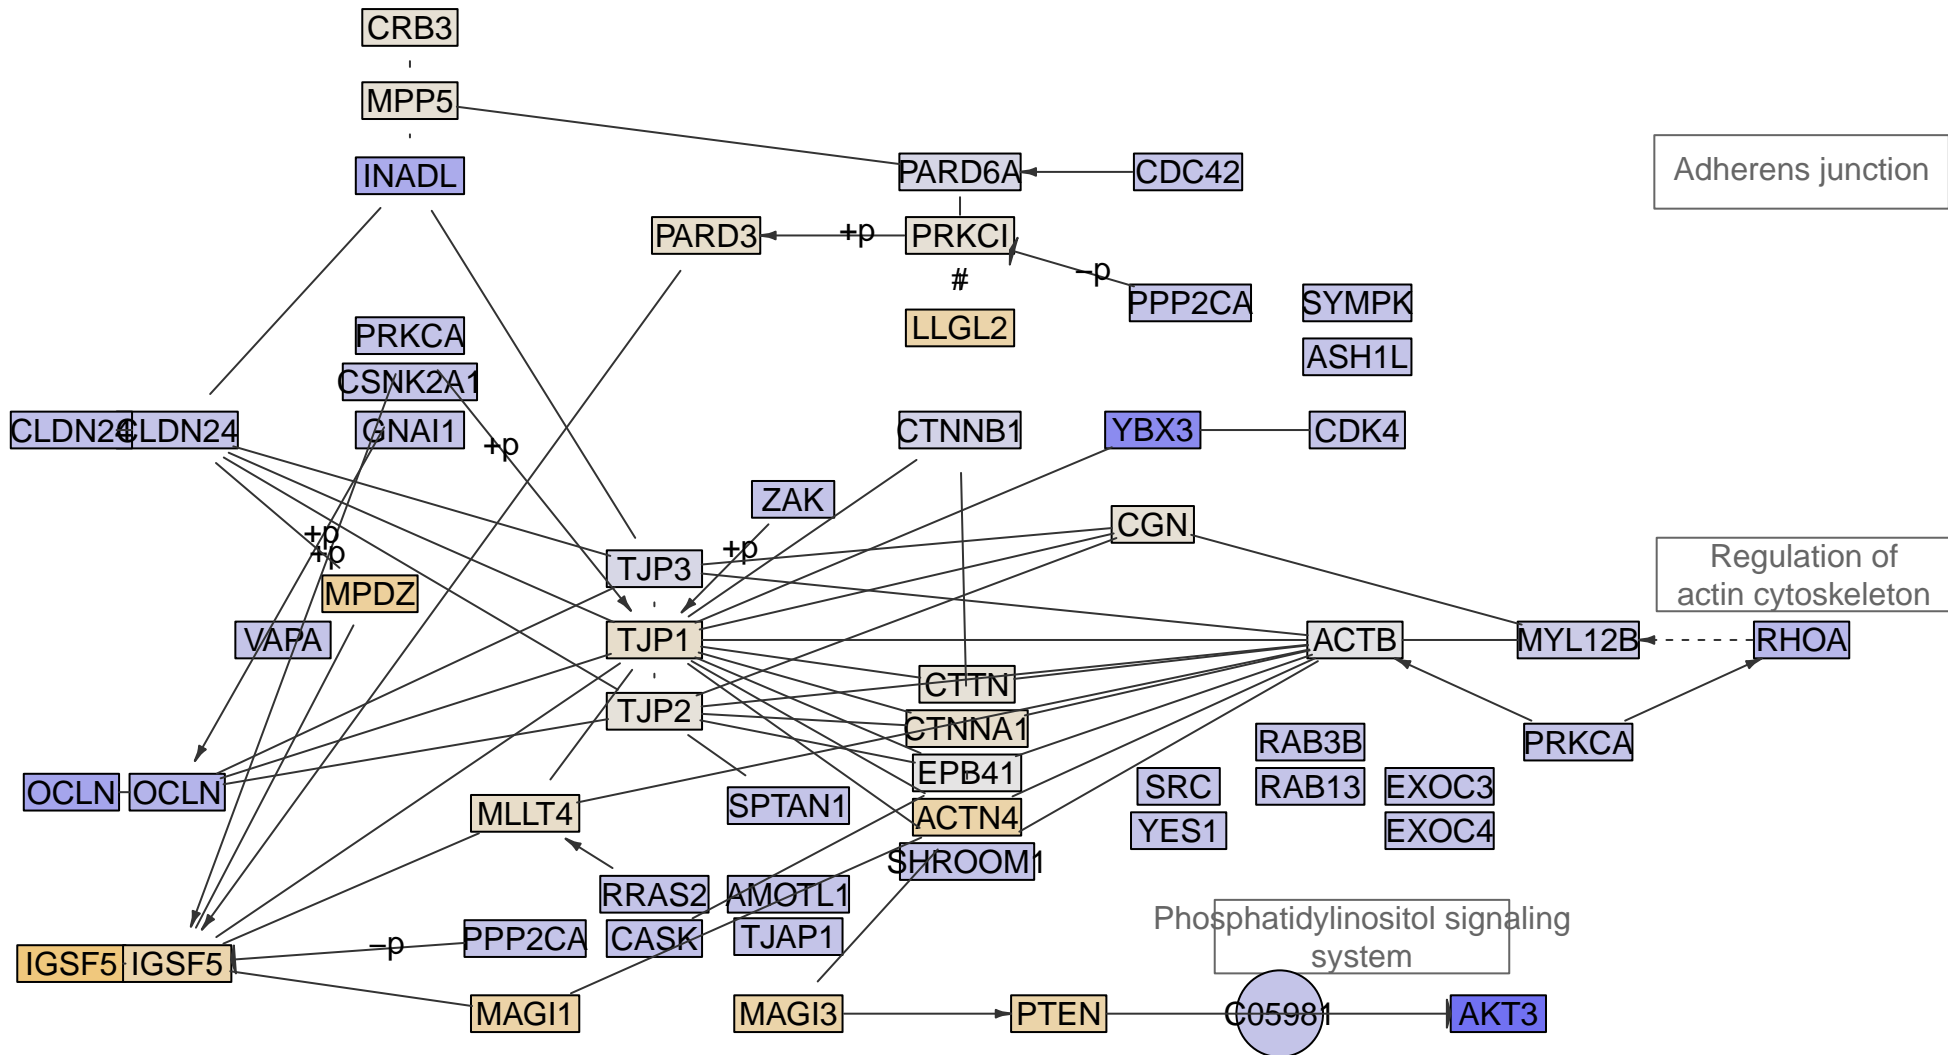 CRB3
MPP5
INADL
PARD6A
CDC42
Adherens junction
PARD3
+p
PRKCI
−p
#
PPP2CA
SYMPK
LLGL2
PRKCA
ASH1L
CSNK2A1
CLDN24
CLDN24
GNAI1
+p
CTNNB1
YBX3
CDK4
ZAK
CGN
+p
+p
+p
TJP3
Regulation of
actin cytoskeleton
MPDZ
VAPA
TJP1
ACTB
MYL12B
RHOA
CTTN
TJP2
CTNNA1
RAB3B
PRKCA
EPB41
OCLN
OCLN
SRC
RAB13
EXOC3
MLLT4
SPTAN1
ACTN4
YES1
EXOC4
SHROOM1
RRAS2
AMOTL1
Phosphatidylinositol signaling
system
PPP2CA
CASK
TJAP1
−p
IGSF5
IGSF5
MAGI1
MAGI3
PTEN
C05981
AKT3